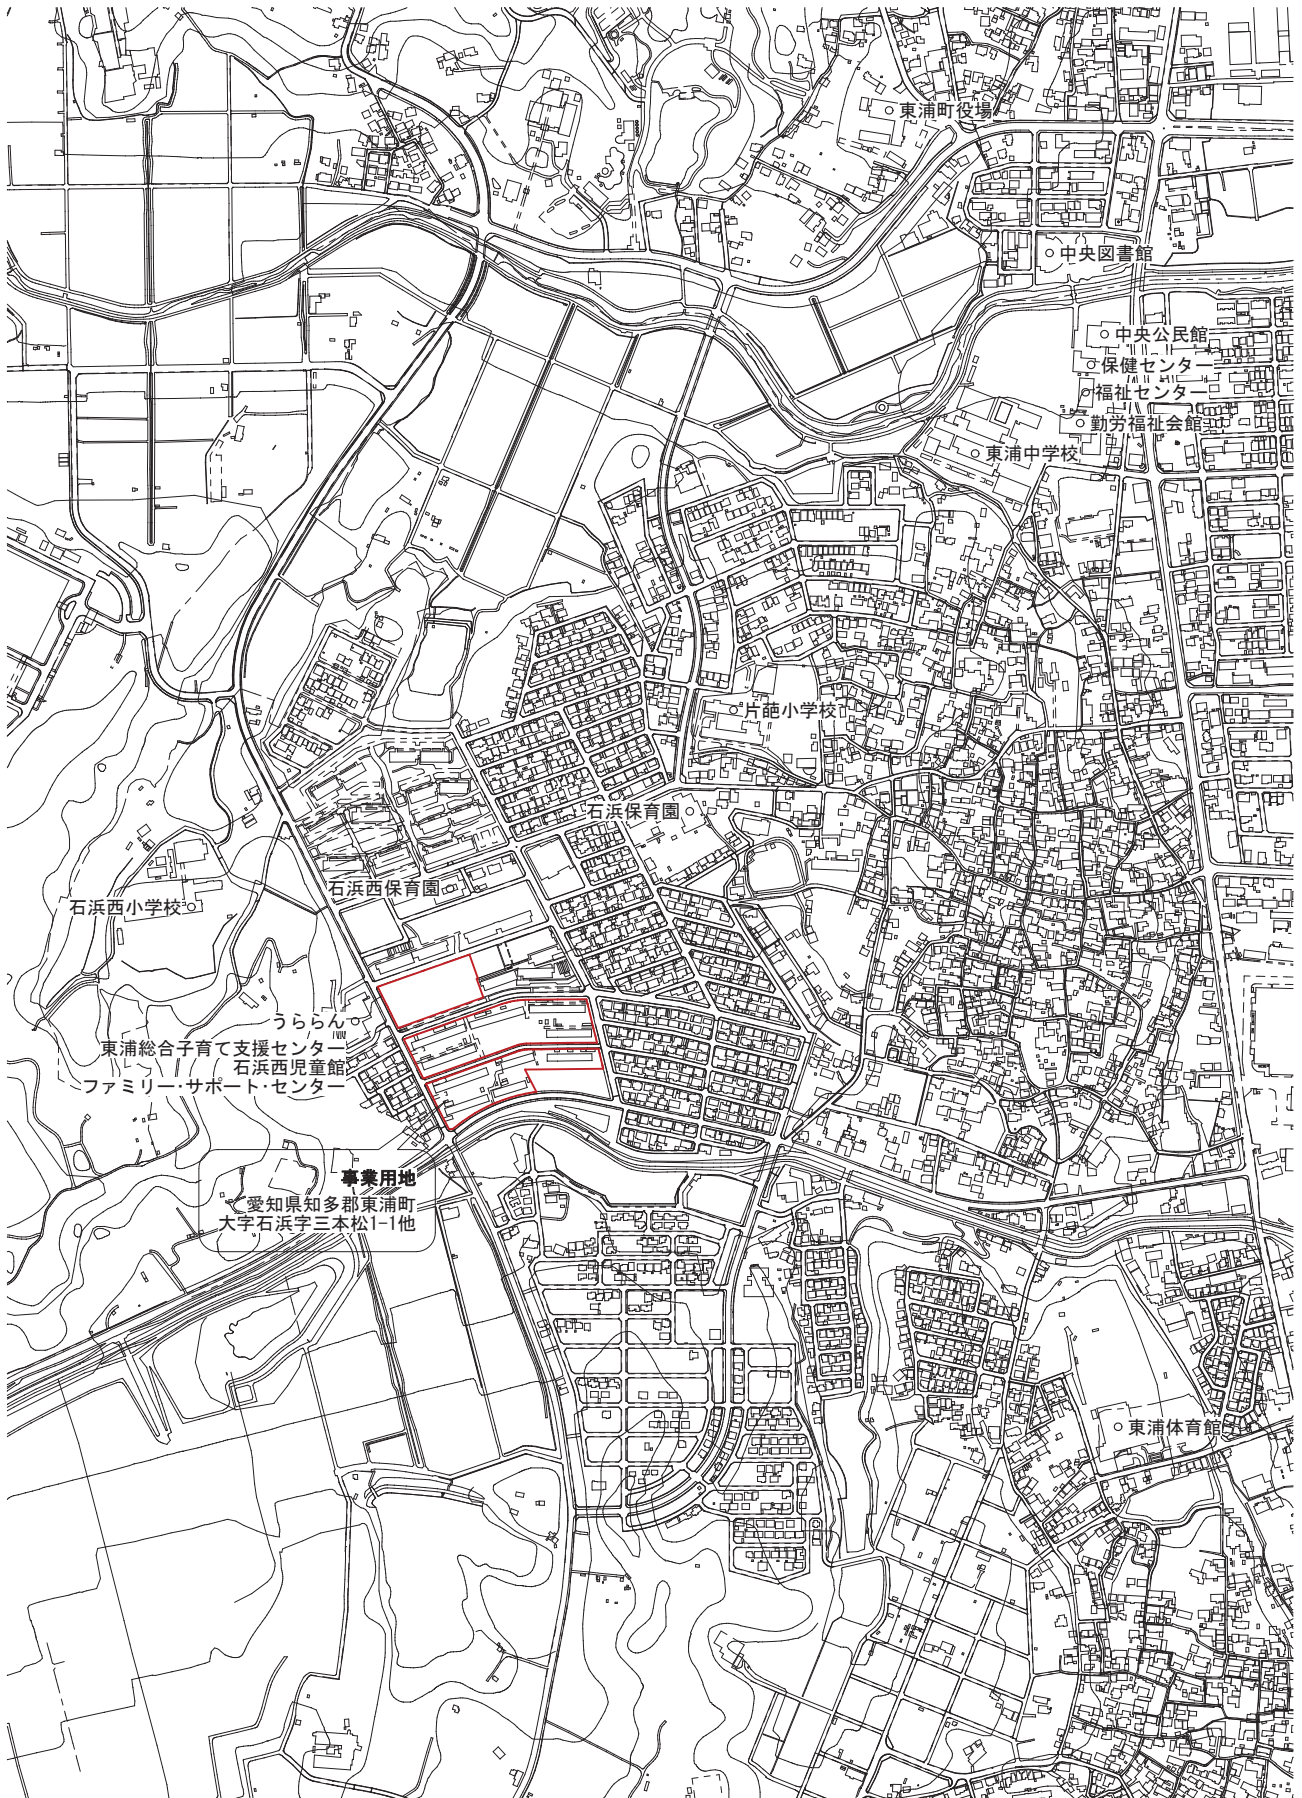 東浦町役場
中央図書館
中央公民館
保健センター
福祉センター
勤労福祉会館
東浦中学校
片葩小学校
石浜保育園
石浜西保育園
石浜西小学校
うららん
東浦総合子育て支援センター
石浜西児童館
ファミリー・サポート・センター
事業用地
愛知県知多郡東浦町
大字石浜字三本松1-1他
東浦体育館